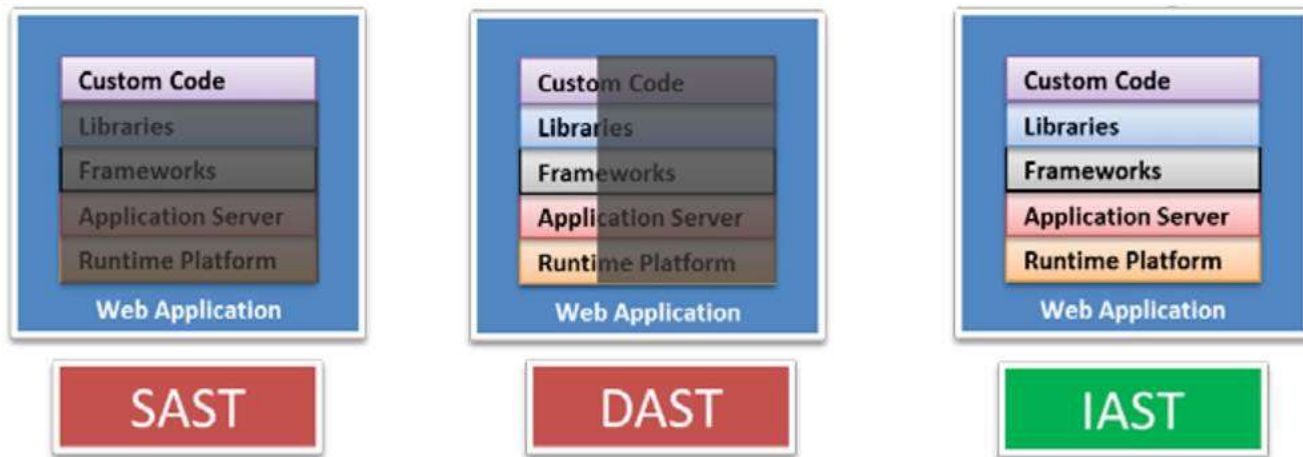 Custom Code
Libraries
Frameworks
Application Server
Runtime Platform
Web Application
SAST
Custom Code
Libraries
Frameworks
Application Server
Runtime Platform
Web Application
DAST
Custom Code
Libraries
Frameworks
Application Server
Runtime Platform
Web Application
IAST